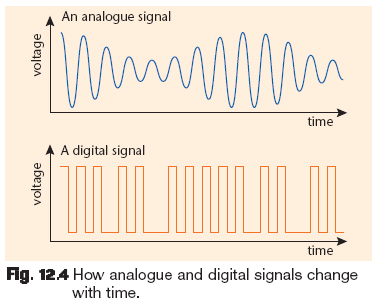 An analogue signal
voltage
time
A digital signal
voltage
time
Fig. 12.4 How analogue and digital signals change
with time.